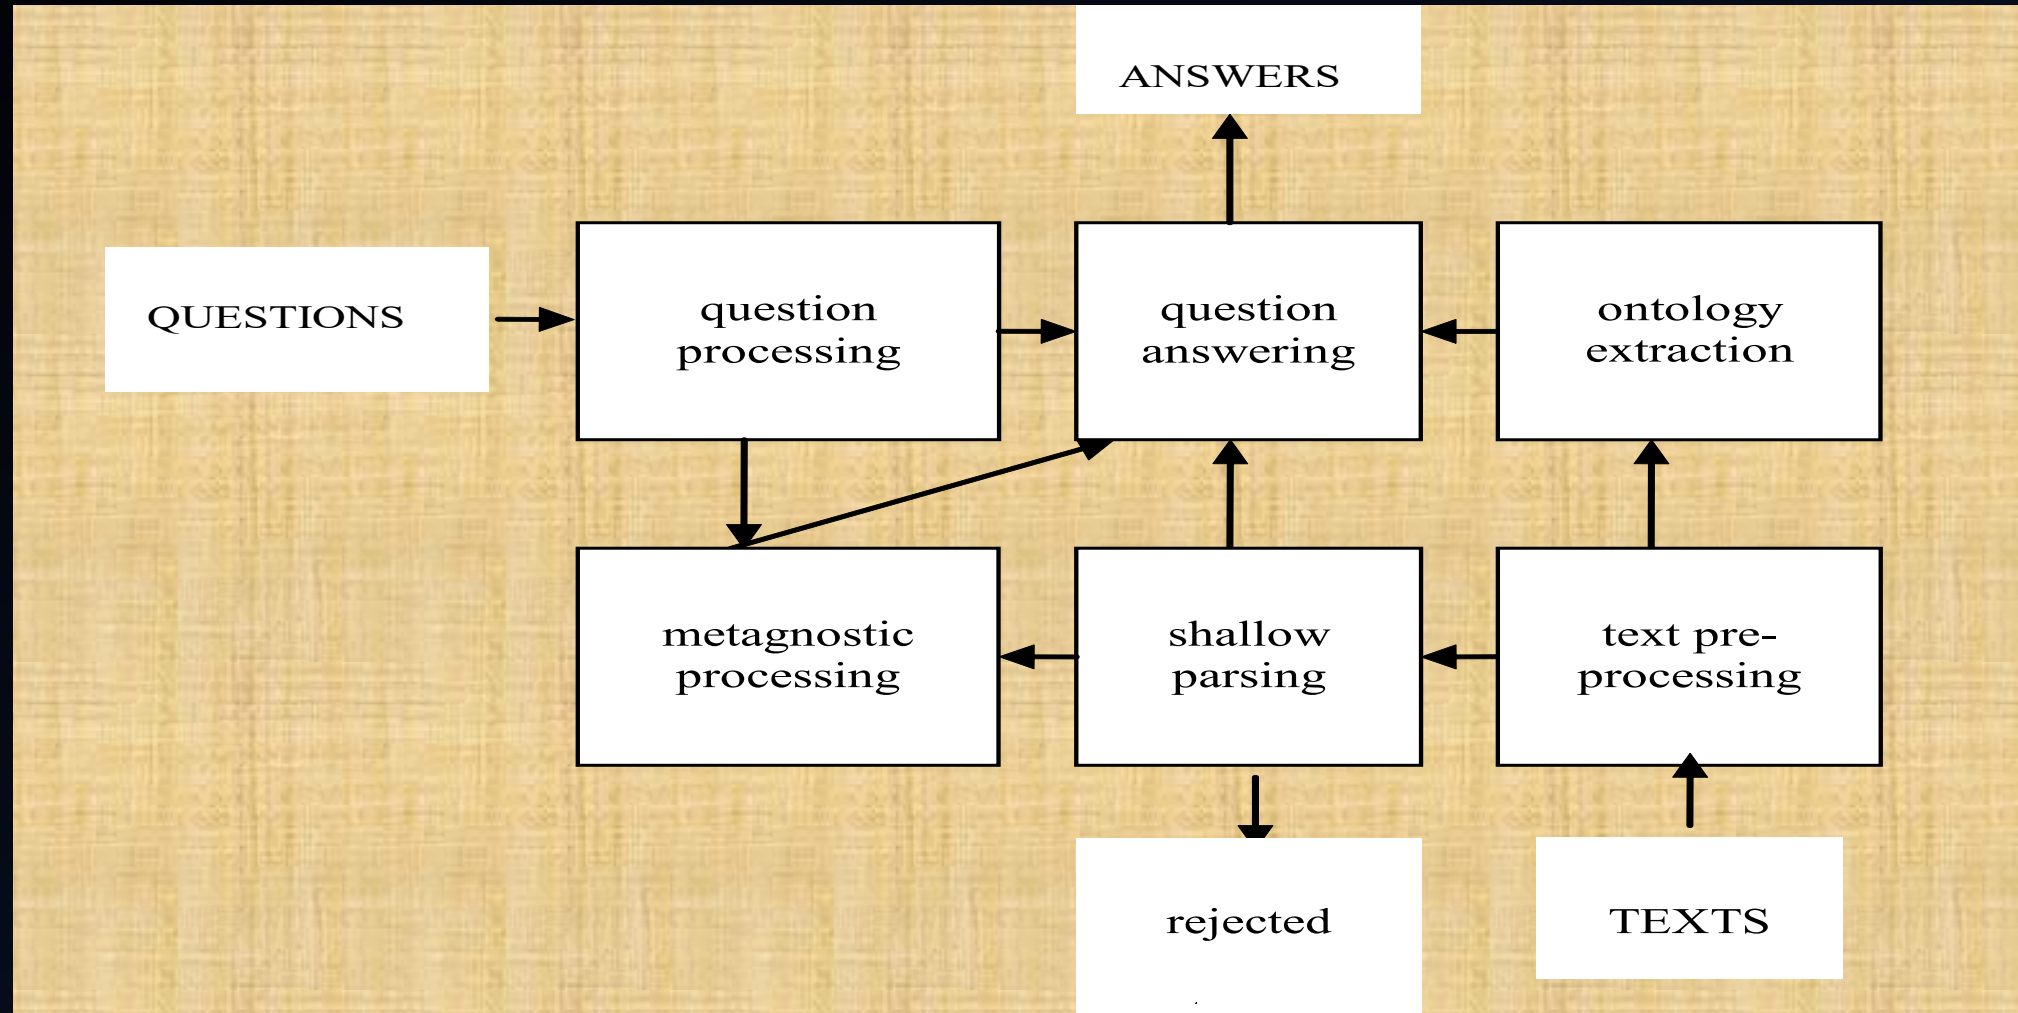 ANSWERS
QUESTIONS
question
processing
question
answering
ontology
extraction
metagnostic
processing
shallow
parsing
text pre-
processing
rejected
TEXTS